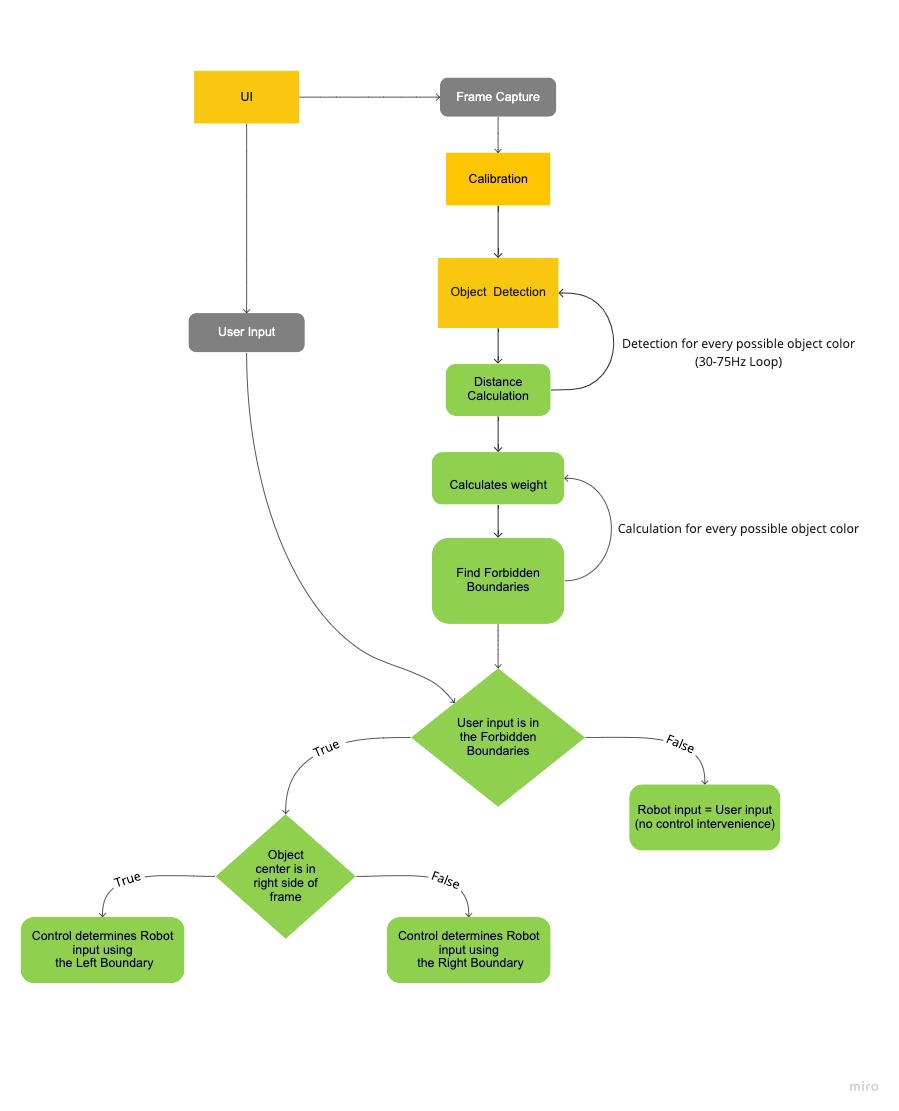 UI
Frame Capture
Calibration
Object Detection
Detection for every possible object color
(30-75Hz Loop)
User Input
Distance
Calculation
Calculates weight
Calculation for every possible object color
Find Forbidden
Boundaries
User input is in
the Forbidden
Boundaries
True
False
Robot input = User input
(no control intervenience)
Object
center is in
right side of
frame
True
False
Control determines Robot
input using
the Left Boundary
Control determines Robot
input using
the Right Boundary
miro